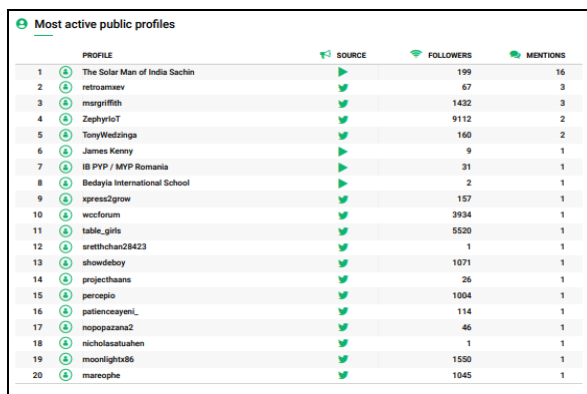 Most active public profiles
PROFILE SOURCE FOLLOWERS MENTIONS
1 The Solar Man of India Sachin 199 16
2 retroamxev 67 3
3 msrgriffith 1432 3
4 ZephyrIoT 9112 2
5 TonyWedzinga 160 2
6 James Kenny 9 1
7 IB PYP / MYP Romania 31 1
8 Bedayia International School 2 1
9 xpress2grow 157 1
10 wccforum 3934 1
11 table_girls 5520 1
12 sretthchan28423 1 1
13 showdeboy 1071 1
14 projecthaans 26 1
15 percepio 1004 1
16 patienceayeni_ 114 1
17 nopopazana2 46 1
18 nicholasatuahen 1 1
19 moonlightx86 1550 1
20 mareophe 1045 1